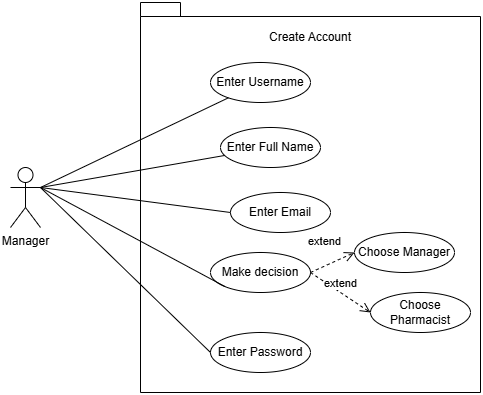 Create Account
Enter Username
Enter Full Name
Manager
Enter Email
extend
Choose Manager
Make decision
extend
Choose
Pharmacist
Enter Password